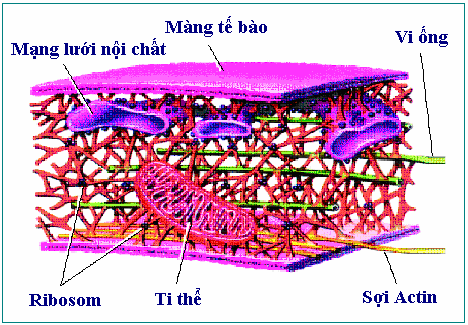 Màng tế bào
Mạng lưới nội chất
Vi ống
Ribosom
Ti thể
Sợi Actin